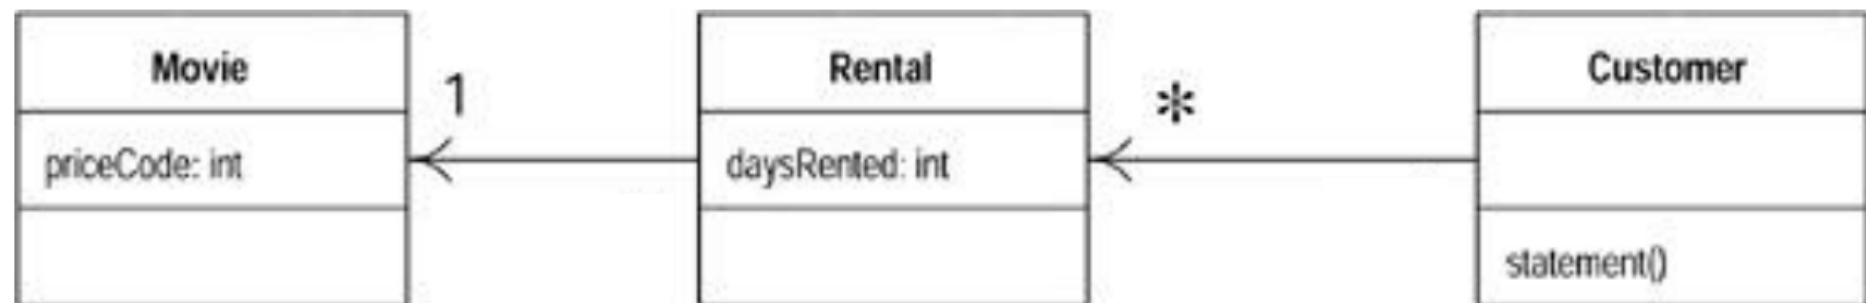 Movie
priceCode: int
1
Rental
daysRented: int
*
Customer
statement()